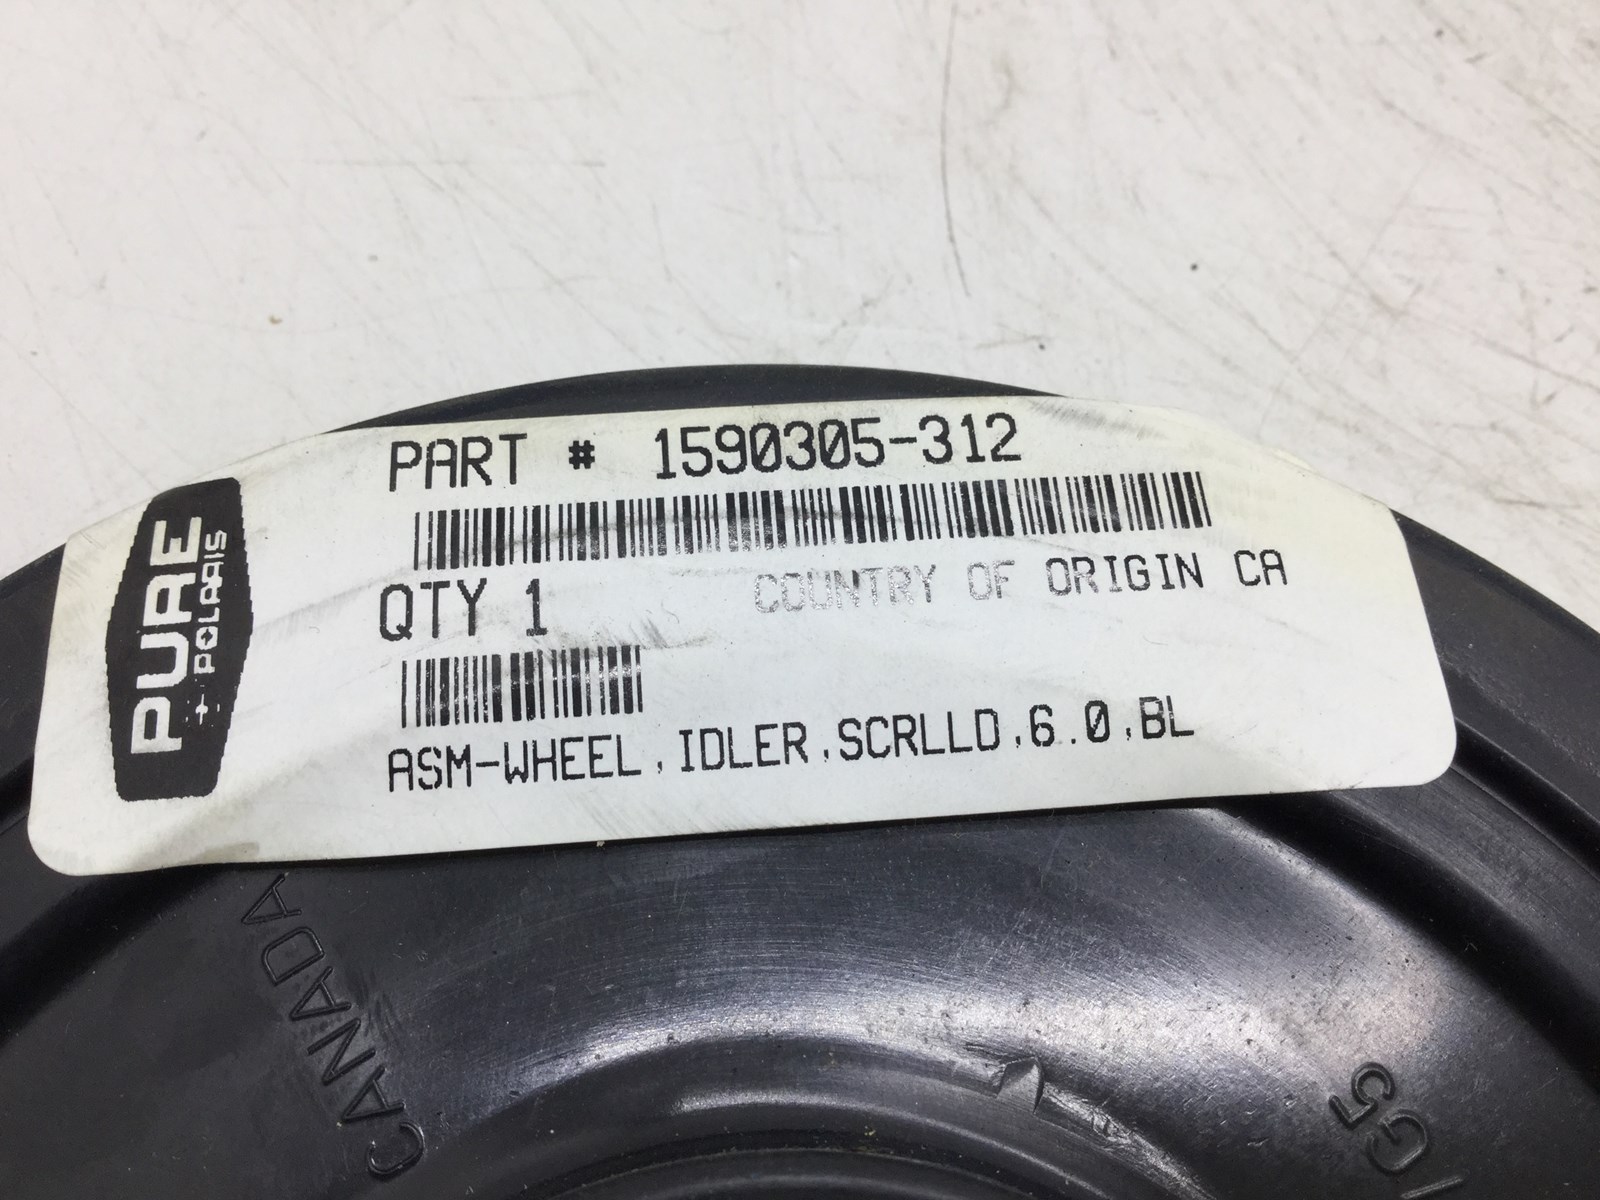 PART # 1590305-312
PURE
POLARIS
QTY 1 COUNTRY OF ORIGIN CA
ASM-WHEEL,IDLER,SCRLLD,6.0,BL
CANADA